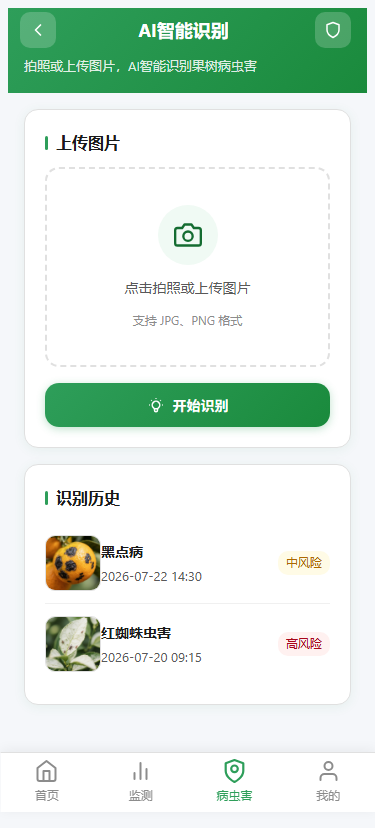 AI智能识别
拍照或上传图片，AI智能识别果树病虫害
上传图片
点击拍照或上传图片
支持 JPG、PNG 格式
开始识别
识别历史
黑点病
2026-07-22 14:30
中风险
红蜘蛛虫害
2026-07-20 09:15
高风险
首页
监测
病虫害
我的